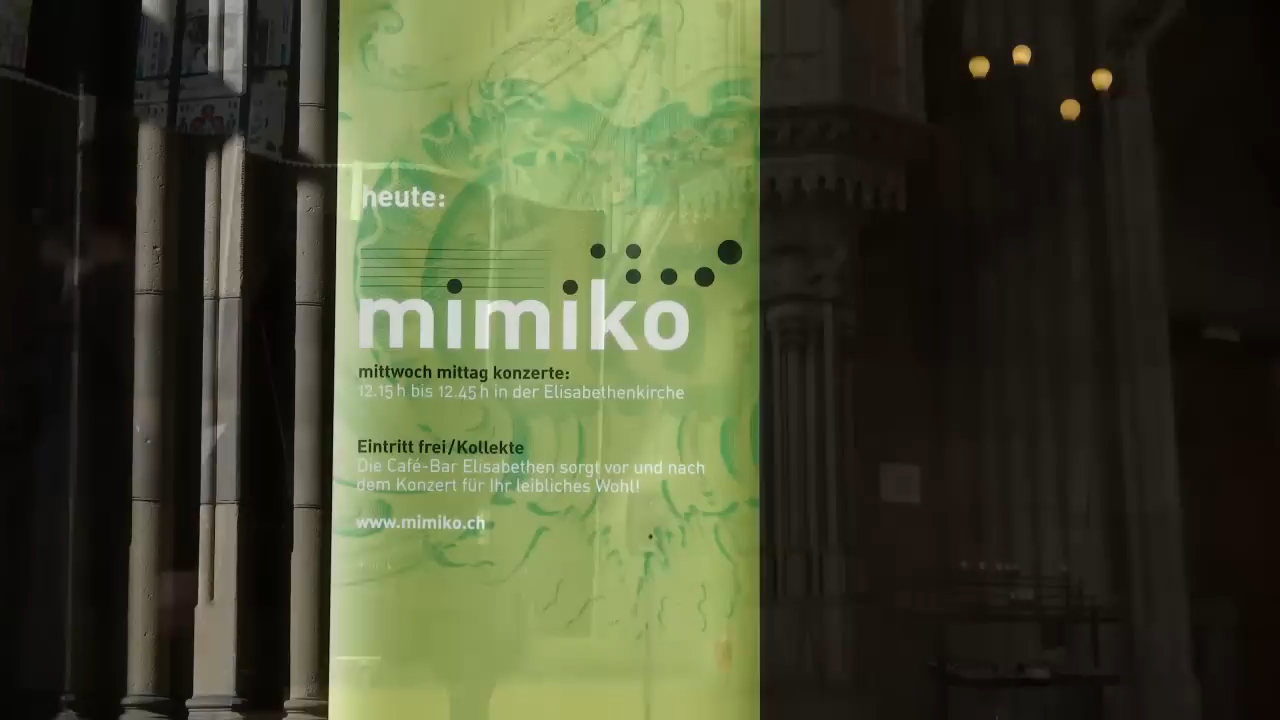 heute:
mimiko
mittwoch mittag konzerte:
12.15 h bis 12.45 h in der Elisabethenkirche
Eintritt frei/Kollekte
Die Café-Bar Elisabethen sorgt vor und nach
dem Konzert für Ihr leibliches Wohl!
www.mimiko.ch